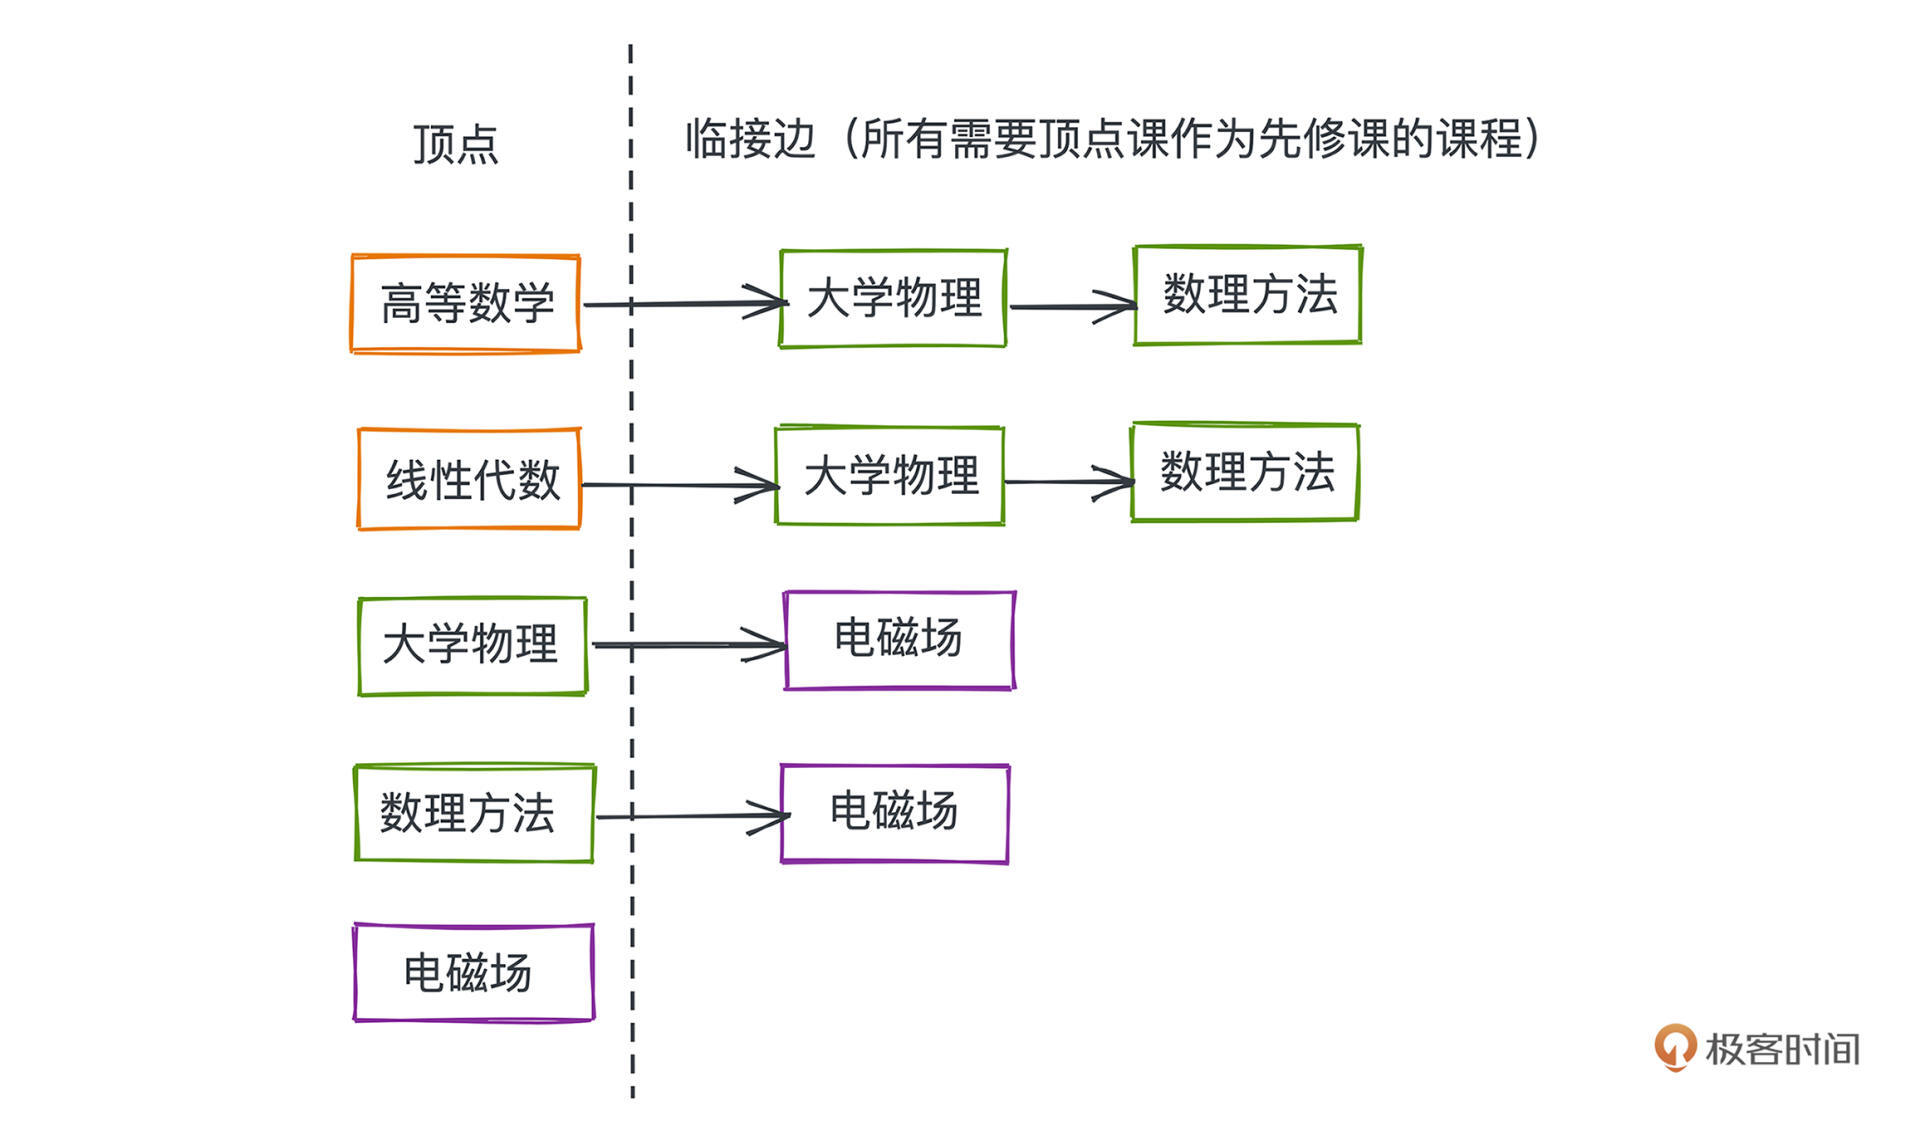 顶点
临接边（所有需要顶点课作为先修课的课程）
高等数学
大学物理
数理方法
线性代数
大学物理
数理方法
大学物理
电磁场
数理方法
电磁场
电磁场
极客时间